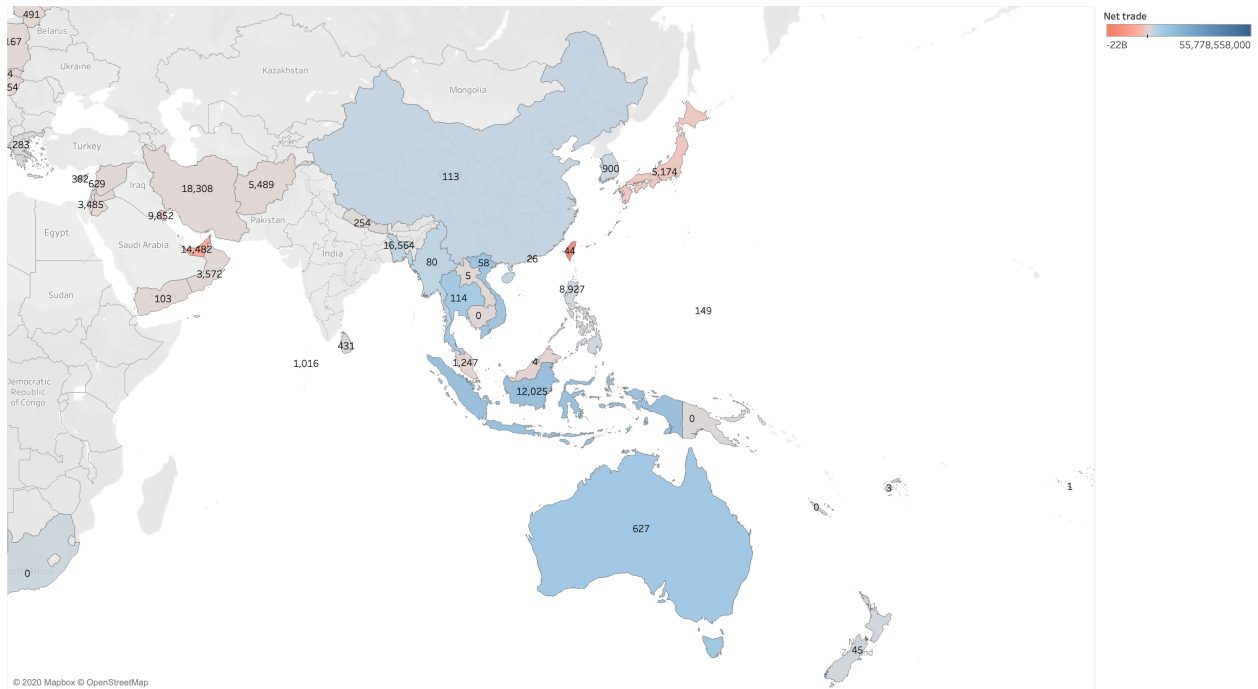 Net trade
-22B 55,778,558,000
491
Belarus
167
Ukraine
4
54
Kazakhstan
Mongolia
,283
Turkey
382
629
Iraq
18,308
5,489
113
900
5,174
3,485
9,852
Pakistan
254
Egypt
Saudi Arabia
14,482
India
16,564
80
58
26
44
3,572
5
Sudan
103
114
8,927
0
149
431
1,016
1,247
4
Democratic
Republic
of Congo
12,025
0
3
1
0
627
0
45
© 2020 Mapbox © OpenStreetMap